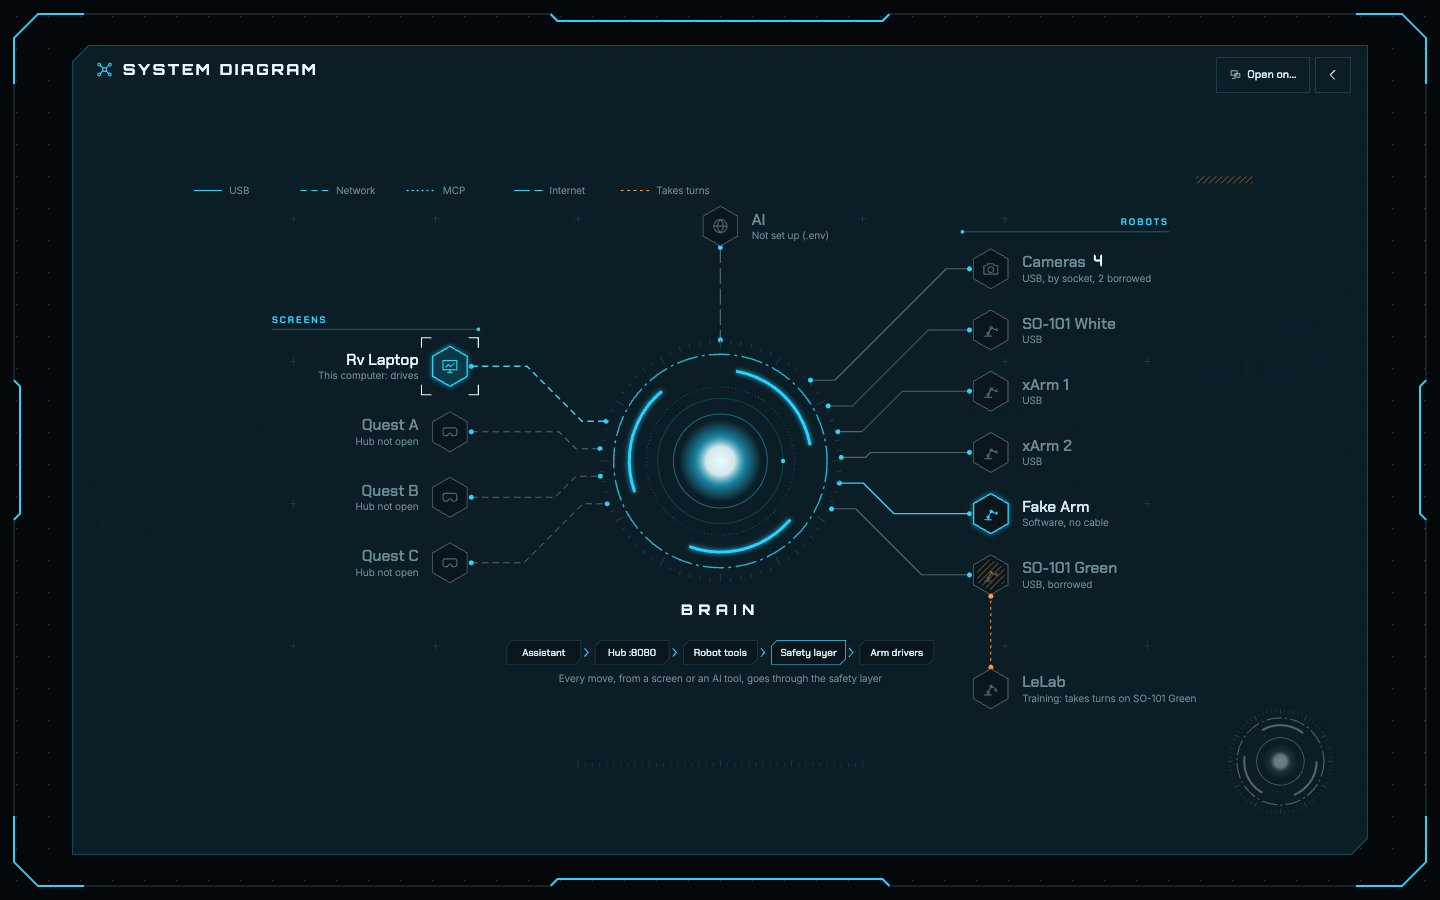 SYSTEM DIAGRAM
Open on...
USB
Network
MCP
Internet
Takes turns
AI
Not set up (.env)
ROBOTS
Cameras 4
USB, by socket, 2 borrowed
SO-101 White
USB
xArm 1
USB
xArm 2
USB
Fake Arm
Software, no cable
SO-101 Green
USB, borrowed
LeLab
Training: takes turns on SO-101 Green
SCREENS
Rv Laptop
This computer: drives
Quest A
Hub not open
Quest B
Hub not open
Quest C
Hub not open
BRAIN
Assistant
Hub :8080
Robot tools
Safety layer
Arm drivers
Every move, from a screen or an AI tool, goes through the safety layer